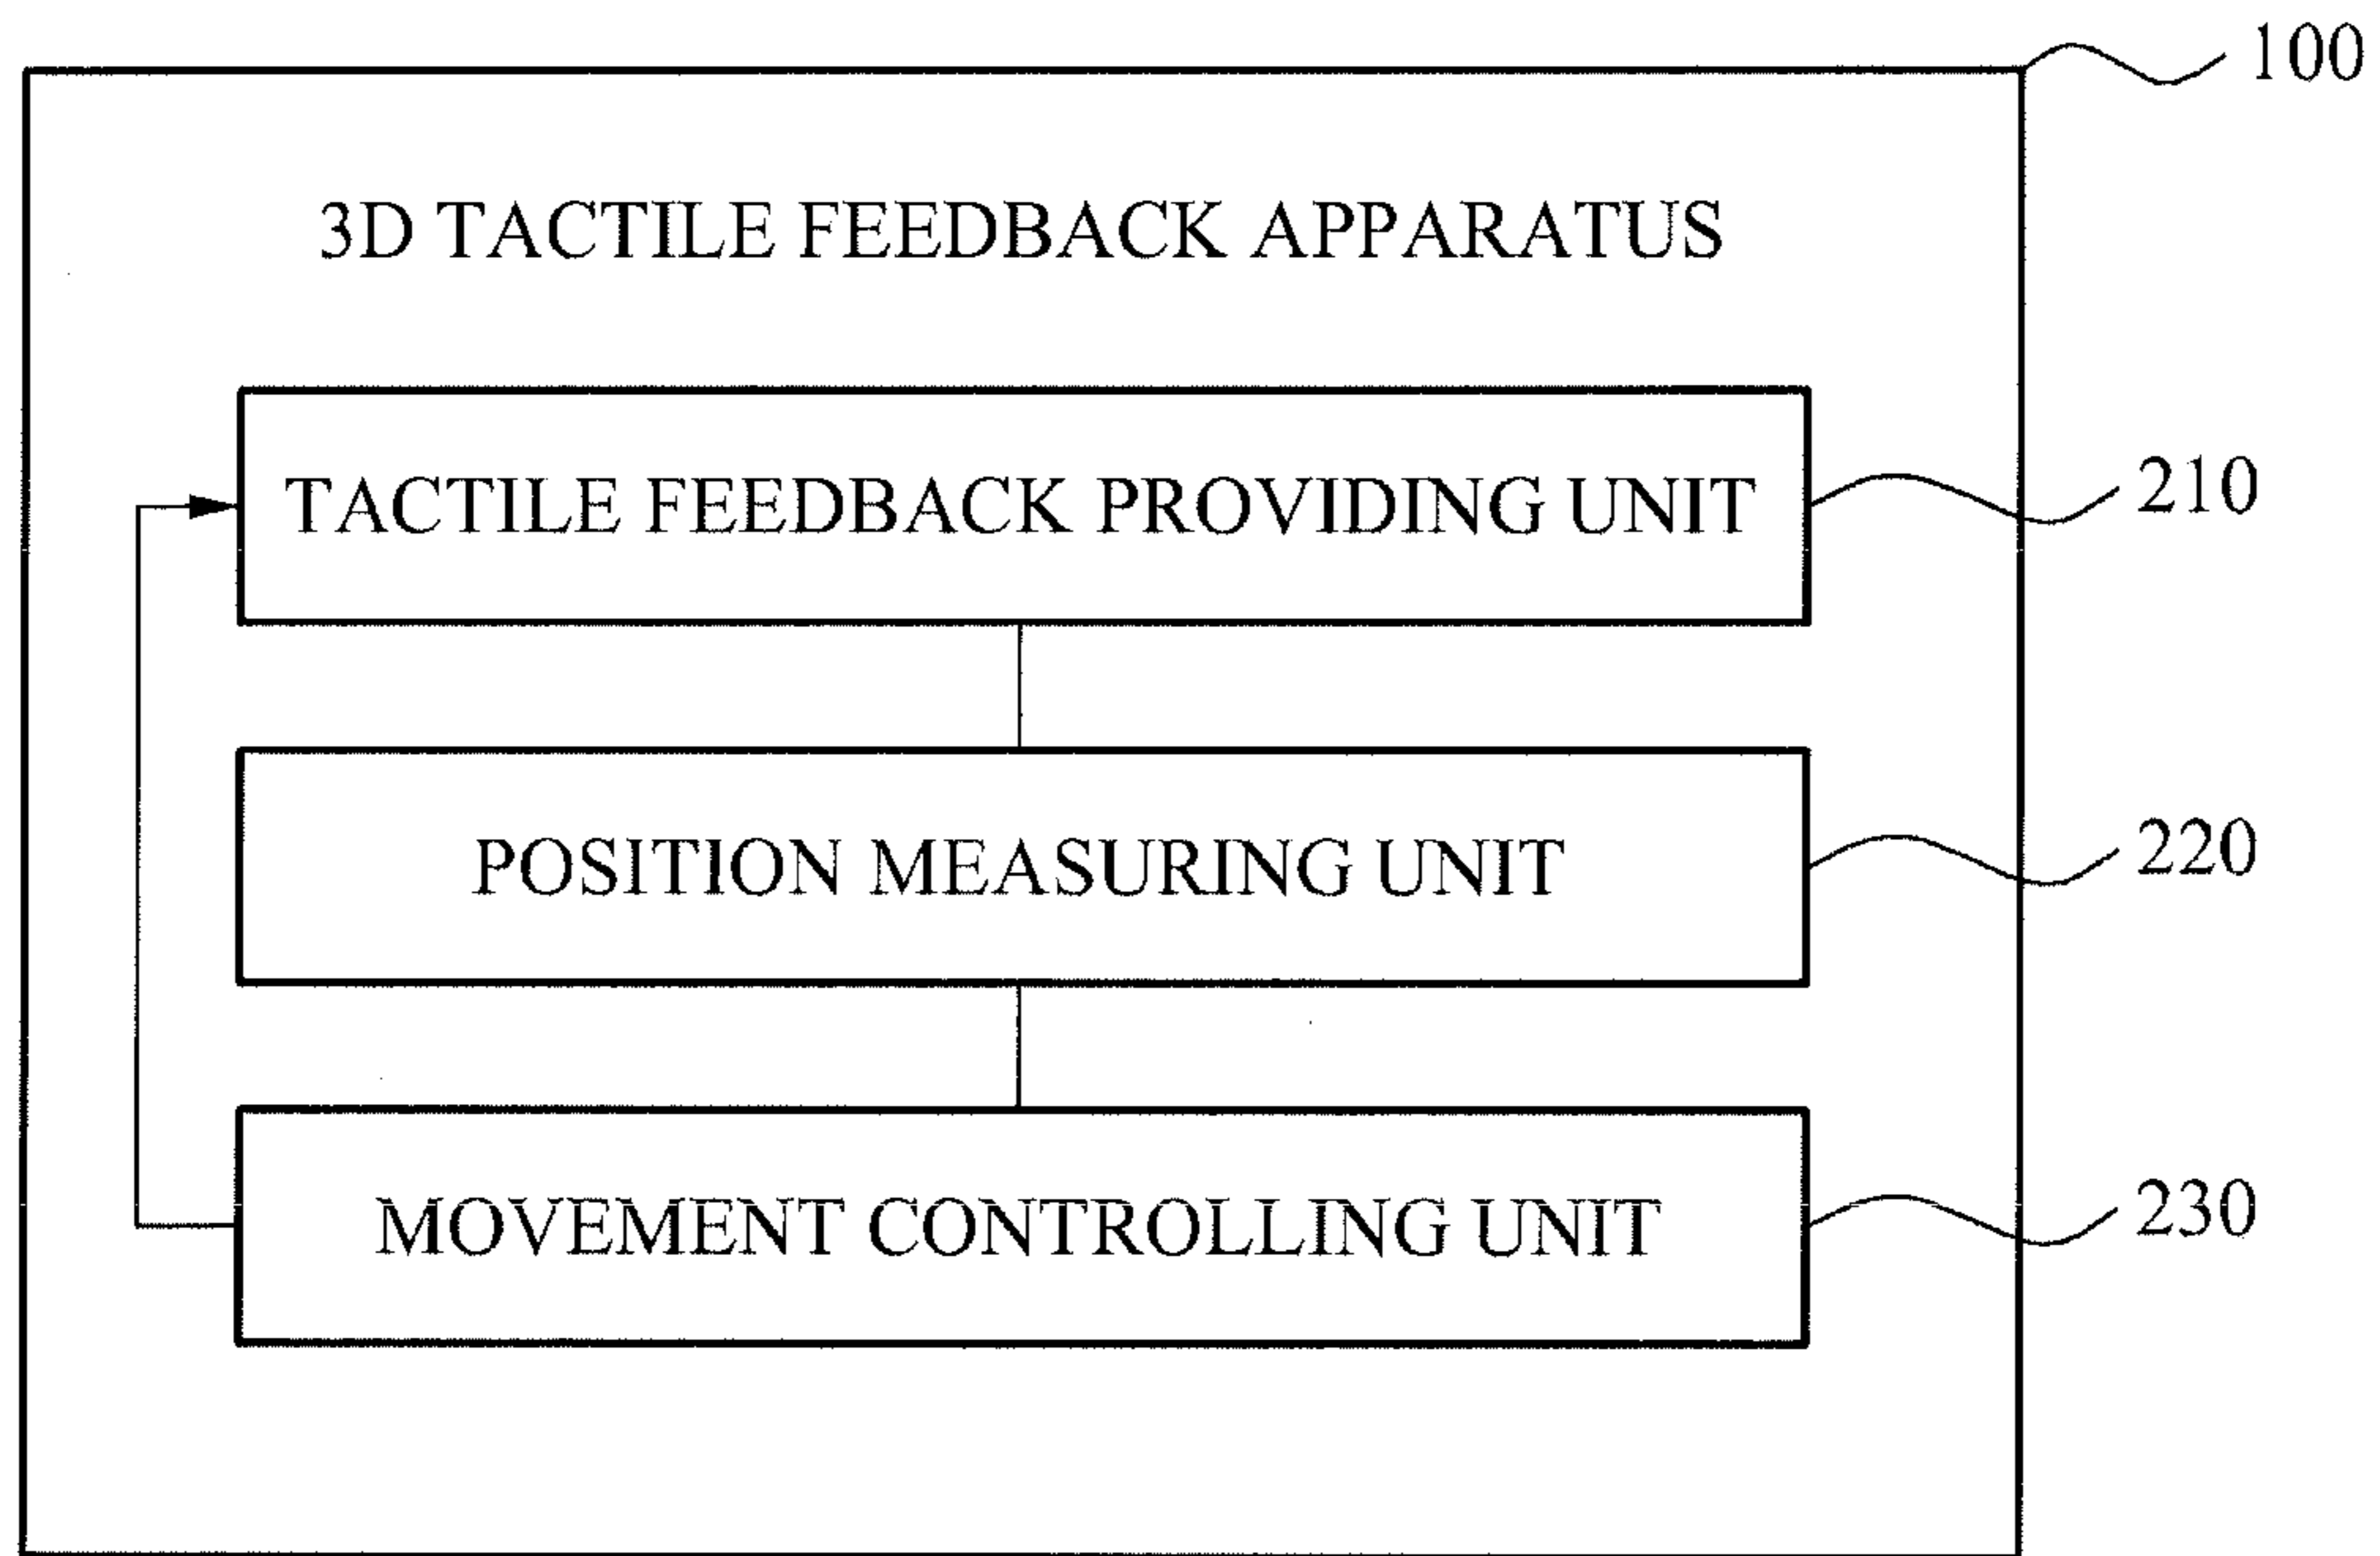 100
3D TACTILE FEEDBACK APPARATUS
TACTILE FEEDBACK PROVIDING UNIT
210
POSITION MEASURING UNIT
220
MOVEMENT CONTROLLING UNIT
230